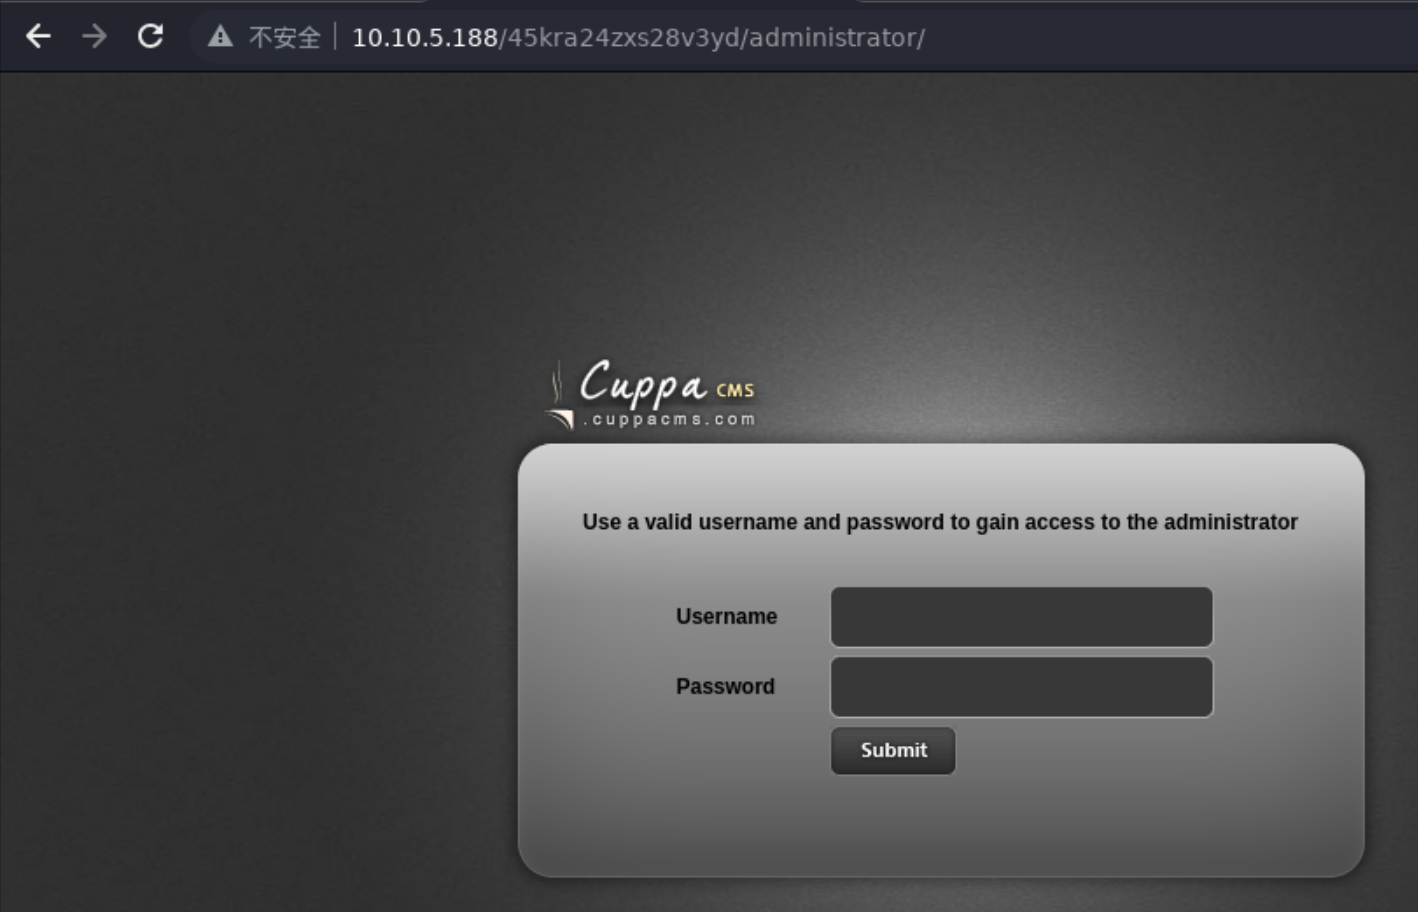 不安全 10.10.5.188/45kra24zxs28v3yd/administrator/
Cuppa CMS
.cuppacms.com
Use a valid username and password to gain access to the administrator
Username
Password
Submit